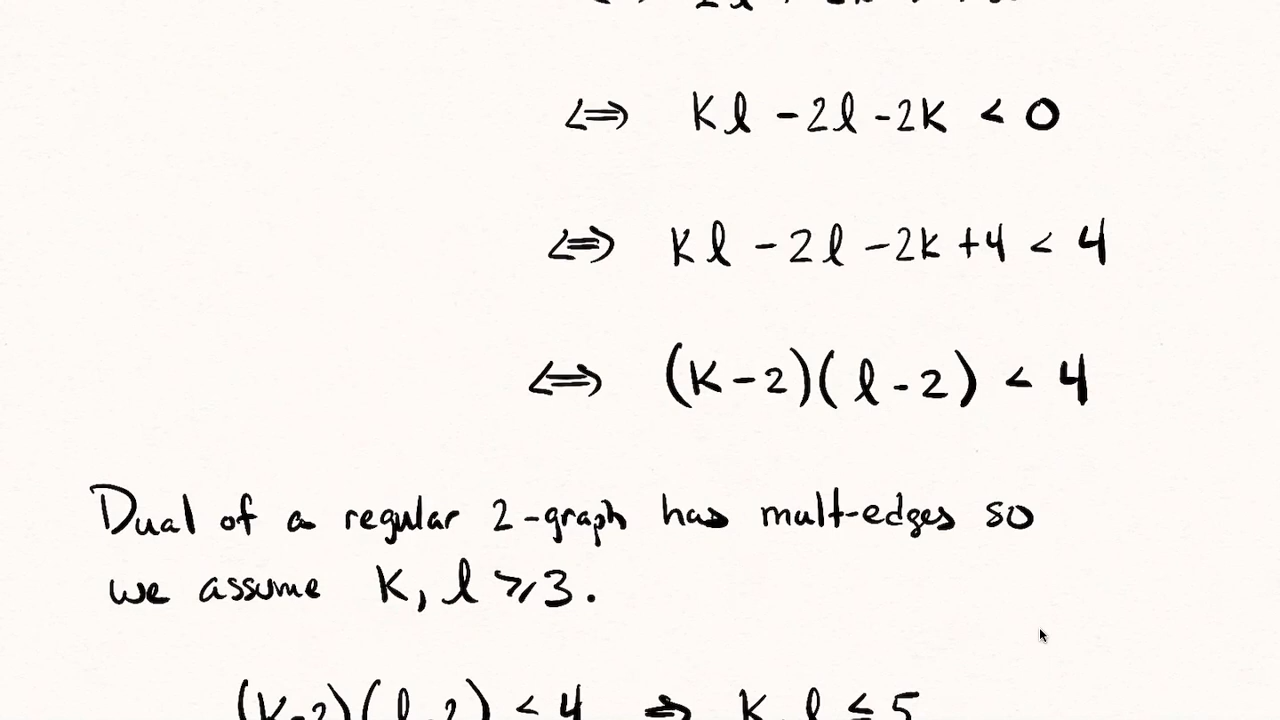 ⟺ Kl - 2l - 2K < 0
⟺ Kl - 2l - 2K + 4 < 4
⟺ (K-2)(l-2) < 4
Dual of a regular 2-graph has mult-edges so
we assume K, l ⩾ 3.
(K-2)(l-2) < 4 ⇒ K, l ≤ 5